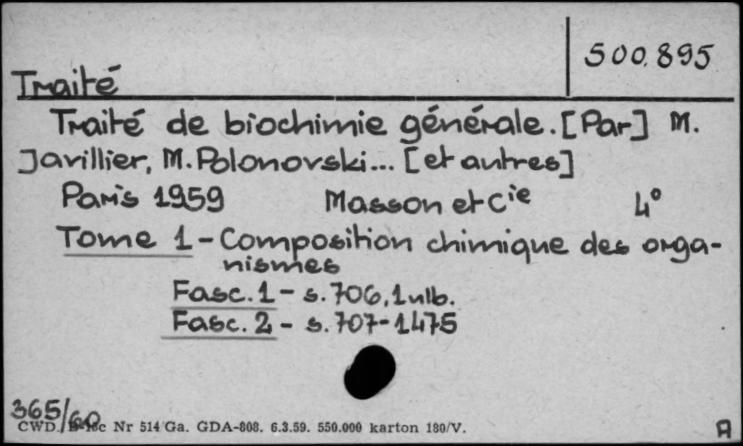 500.895
Traité
Traité de biochimie générale. [Par] M.
Javillier, M. Polonovski... [et autres]
Paris 1959 Masson et Cie 4°
Tome 1 - Composition chimique des orga-
nismes
Fasc. 1 - s. 706, 1 nlb.
Fasc. 2 - s. 707-1475
365/60
CWD. Nr 514/Ga. GDA-808. 6.3.59. 550.000 karton 180/V.
A